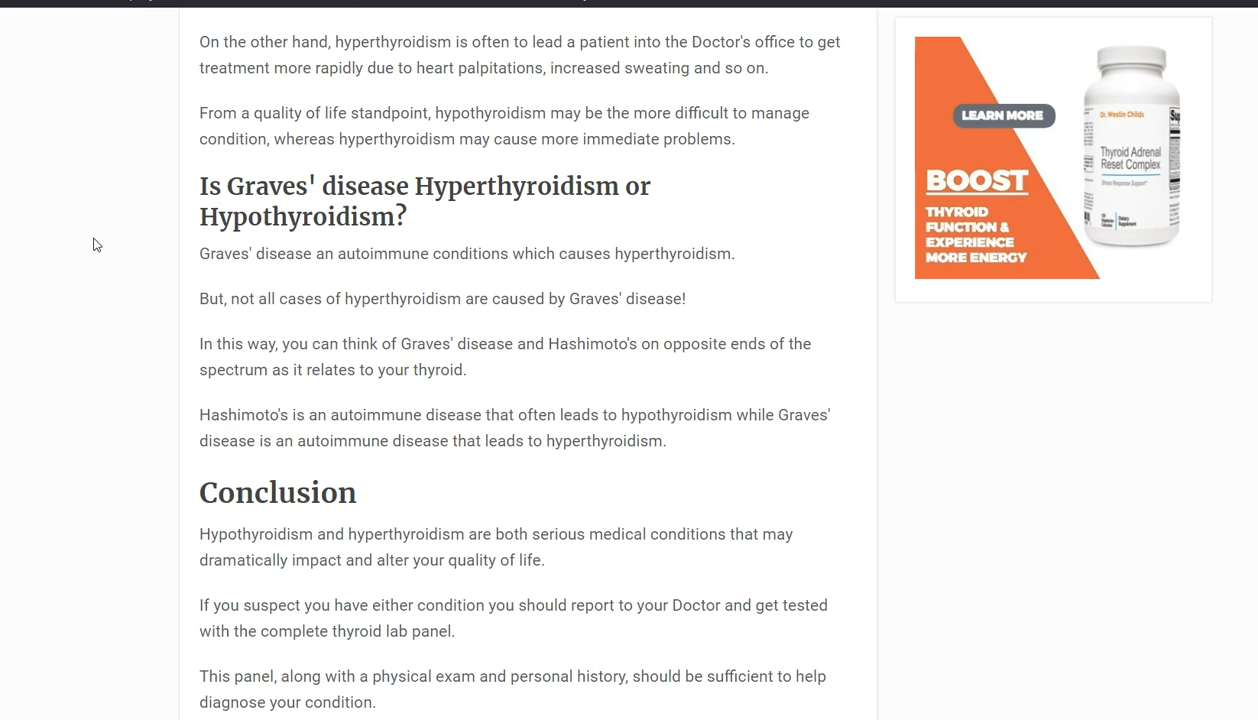 On the other hand, hyperthyroidism is often to lead a patient into the Doctor's office to get
treatment more rapidly due to heart palpitations, increased sweating and so on.
From a quality of life standpoint, hypothyroidism may be the more difficult to manage
condition, whereas hyperthyroidism may cause more immediate problems.
Is Graves' disease Hyperthyroidism or
Hypothyroidism?
Graves' disease an autoimmune conditions which causes hyperthyroidism.
But, not all cases of hyperthyroidism are caused by Graves' disease!
In this way, you can think of Graves' disease and Hashimoto's on opposite ends of the
spectrum as it relates to your thyroid.
Hashimoto's is an autoimmune disease that often leads to hypothyroidism while Graves'
disease is an autoimmune disease that leads to hyperthyroidism.
Conclusion
Hypothyroidism and hyperthyroidism are both serious medical conditions that may
dramatically impact and alter your quality of life.
If you suspect you have either condition you should report to your Doctor and get tested
with the complete thyroid lab panel.
This panel, along with a physical exam and personal history, should be sufficient to help
diagnose your condition.
LEARN MORE
BOOST
THYROID
FUNCTION &
EXPERIENCE
MORE ENERGY
Dr. Westin Childs
Thyroid Adrenal
Reset Complex
Stress Response Support*
Dietary
Supplement